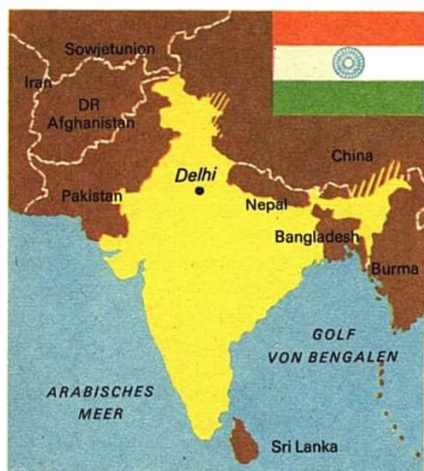 Sowjetunion
Iran
DR
Afghanistan
China
Delhi
Pakistan
Nepal
Bangladesh
Burma
GOLF
VON BENGALEN
ARABISCHES
MEER
Sri Lanka